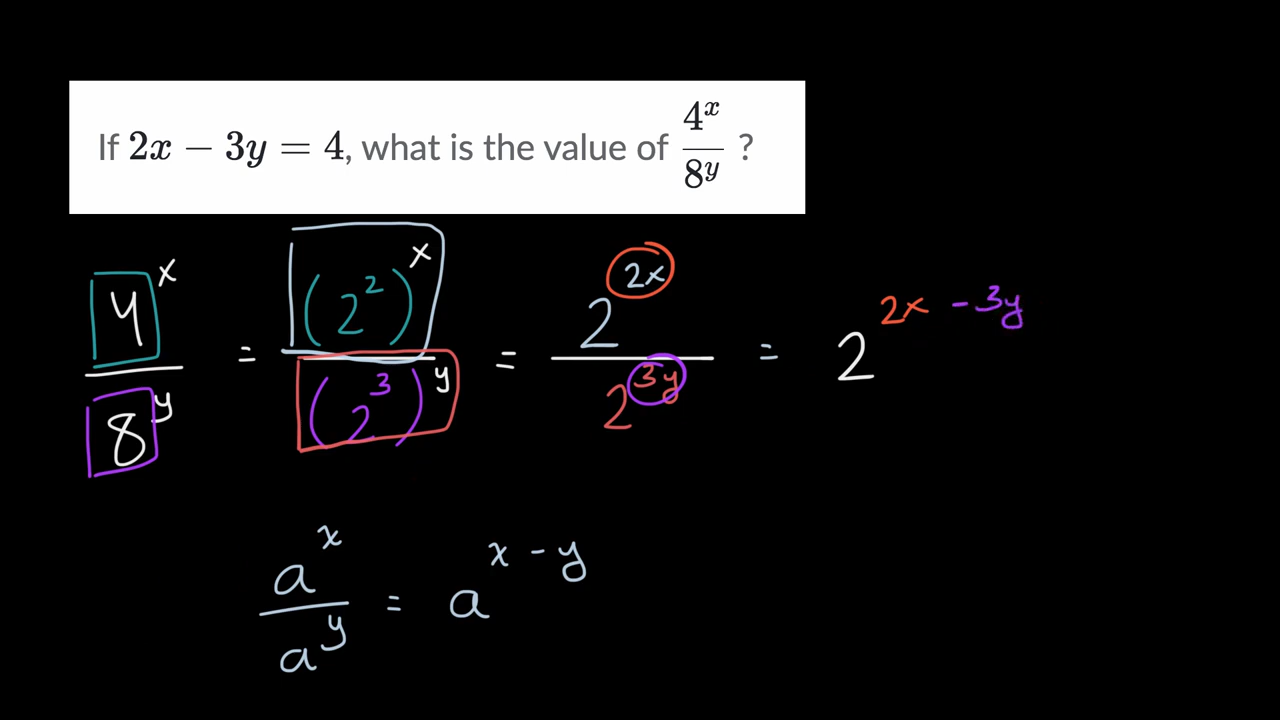 If 2x − 3y = 4, what is the value of 4^x / 8^y ?
4^x / 8^y = (2^2)^x / (2^3)^y = 2^2x / 2^3y = 2^2x - 3y
a^x / a^y = a^x - y